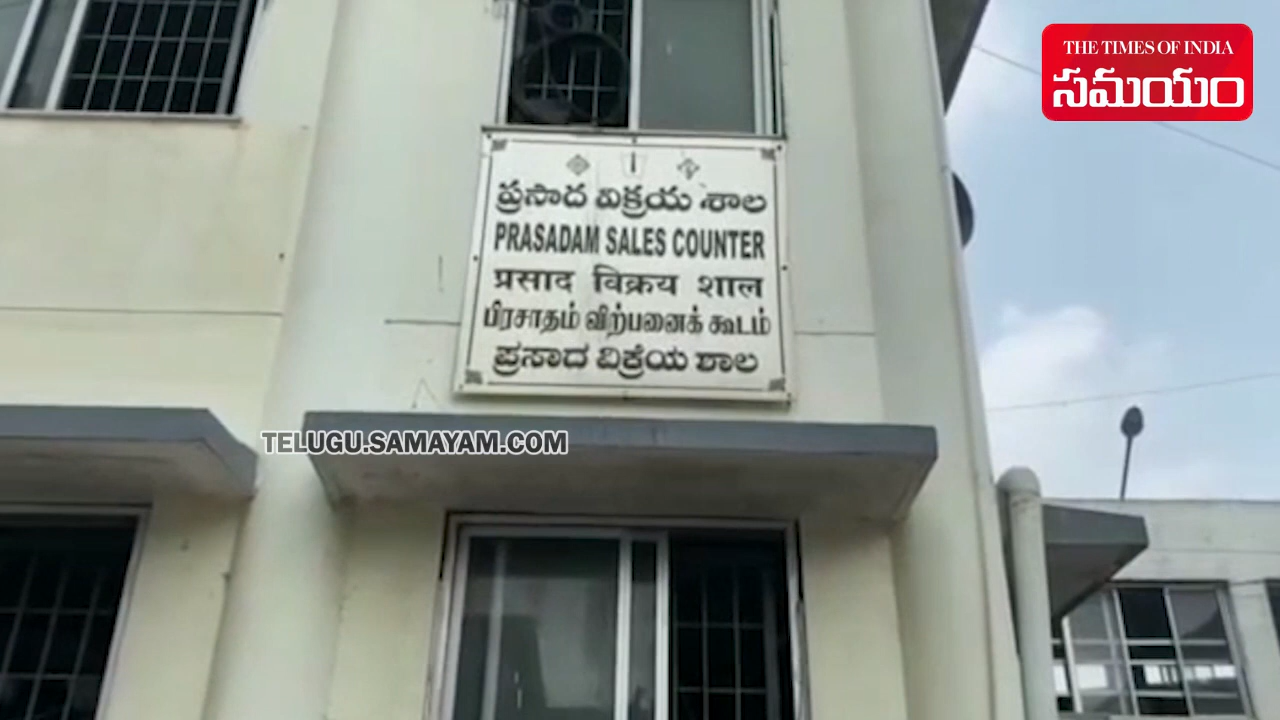 THE TIMES OF INDIA
సమయం
ప్రసాద విక్రయ శాల
PRASADAM SALES COUNTER
प्रसाद विक्रय शाल
பிரசாதம் விற்பனைக் கூடம்
ಪ್ರಸಾದ ವಿಕ್ರೆಯ ಶಾಲ
TELUGU.SAMAYAM.COM